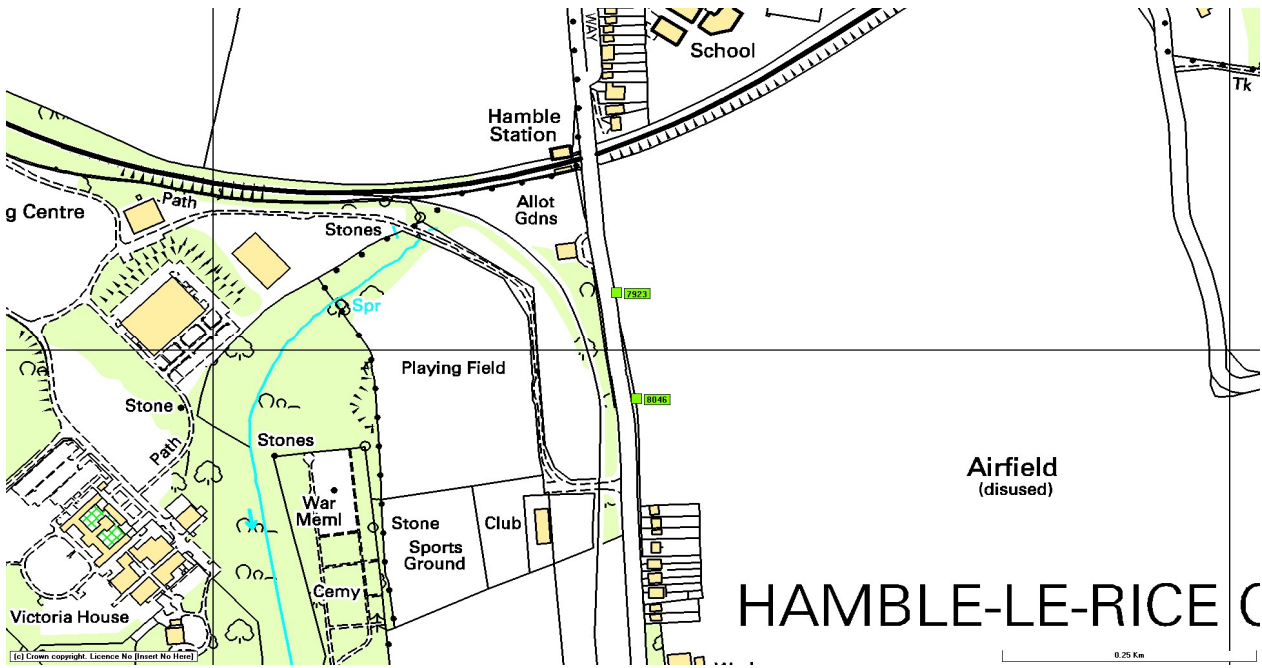 WAY
School
Tk
Hamble
Station
Path
g Centre
Allot
Gdns
Stones
7923
Spr
Playing Field
8046
Stone
Stones
Path
Airfield
(disused)
War
Meml
Stone
Club
Sports
Ground
Cemy
HAMBLE-LE-RICE C
Victoria House
[c] Crown copyright. Licence No [Insert No Here]
0.25 Km